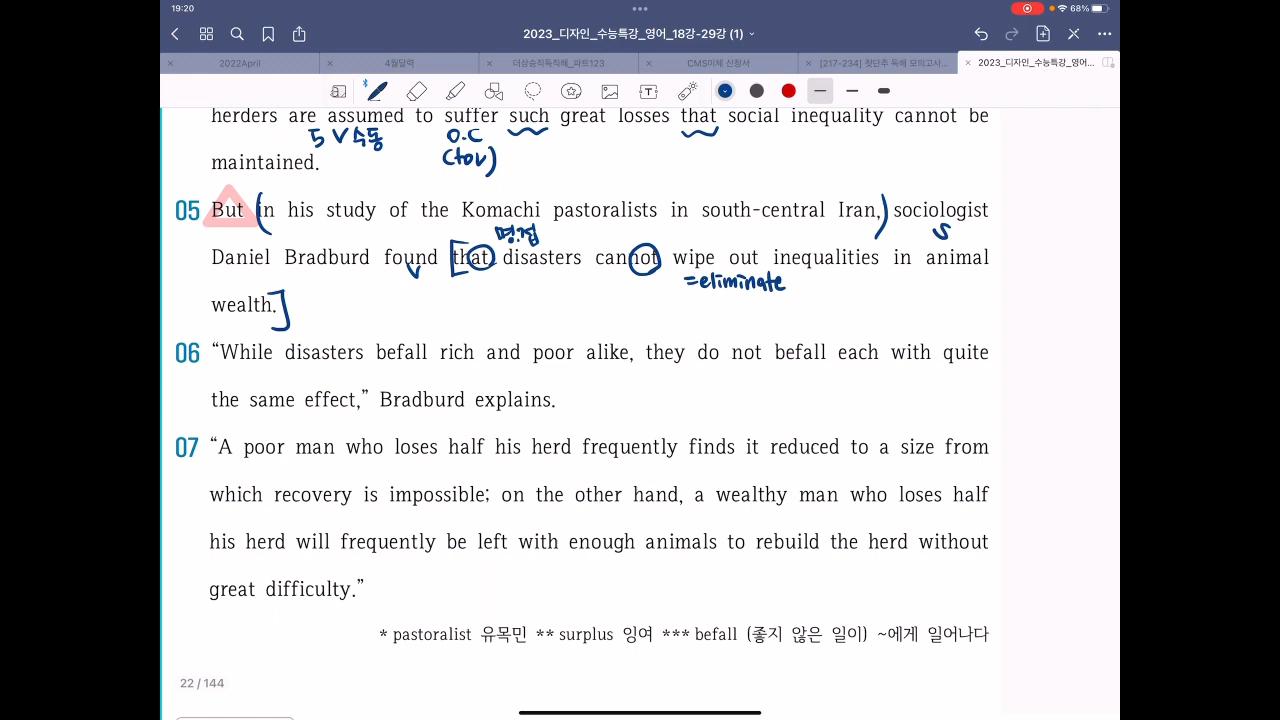 19:20
68%
2023_디자인_수능특강_영어_18강-29강 (1)
2022April
4월달력
더상승직독직해_파트123
CMS이체 신청서
[217-234] 첫단추 독해 모의고사...
2023_디자인_수능특강_영어...
herders are assumed to suffer such great losses that social inequality cannot be
5 V 수동
O.C
(to V)
maintained.
05 But (in his study of the Komachi pastoralists in south-central Iran,) sociologist
명.접
S
Daniel Bradburd found [that disasters cannot wipe out inequalities in animal
V
=eliminate
wealth.]
06 “While disasters befall rich and poor alike, they do not befall each with quite
the same effect,” Bradburd explains.
07 “A poor man who loses half his herd frequently finds it reduced to a size from
which recovery is impossible; on the other hand, a wealthy man who loses half
his herd will frequently be left with enough animals to rebuild the herd without
great difficulty.”
* pastoralist 유목민 ** surplus 잉여 *** befall (좋지 않은 일이) ~에게 일어나다
22 / 144